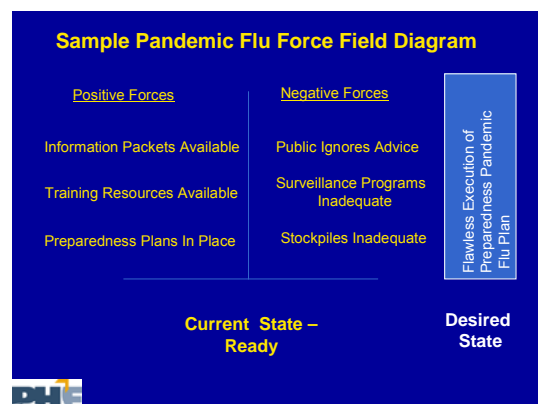 Sample Pandemic Flu Force Field Diagram
Positive Forces
Information Packets Available
Training Resources Available
Preparedness Plans In Place
Negative Forces
Public Ignores Advice
Surveillance Programs
Inadequate
Stockpiles Inadequate
Flawless Execution of
Preparedness Pandemic
Flu Plan
Current State –
Ready
Desired
State